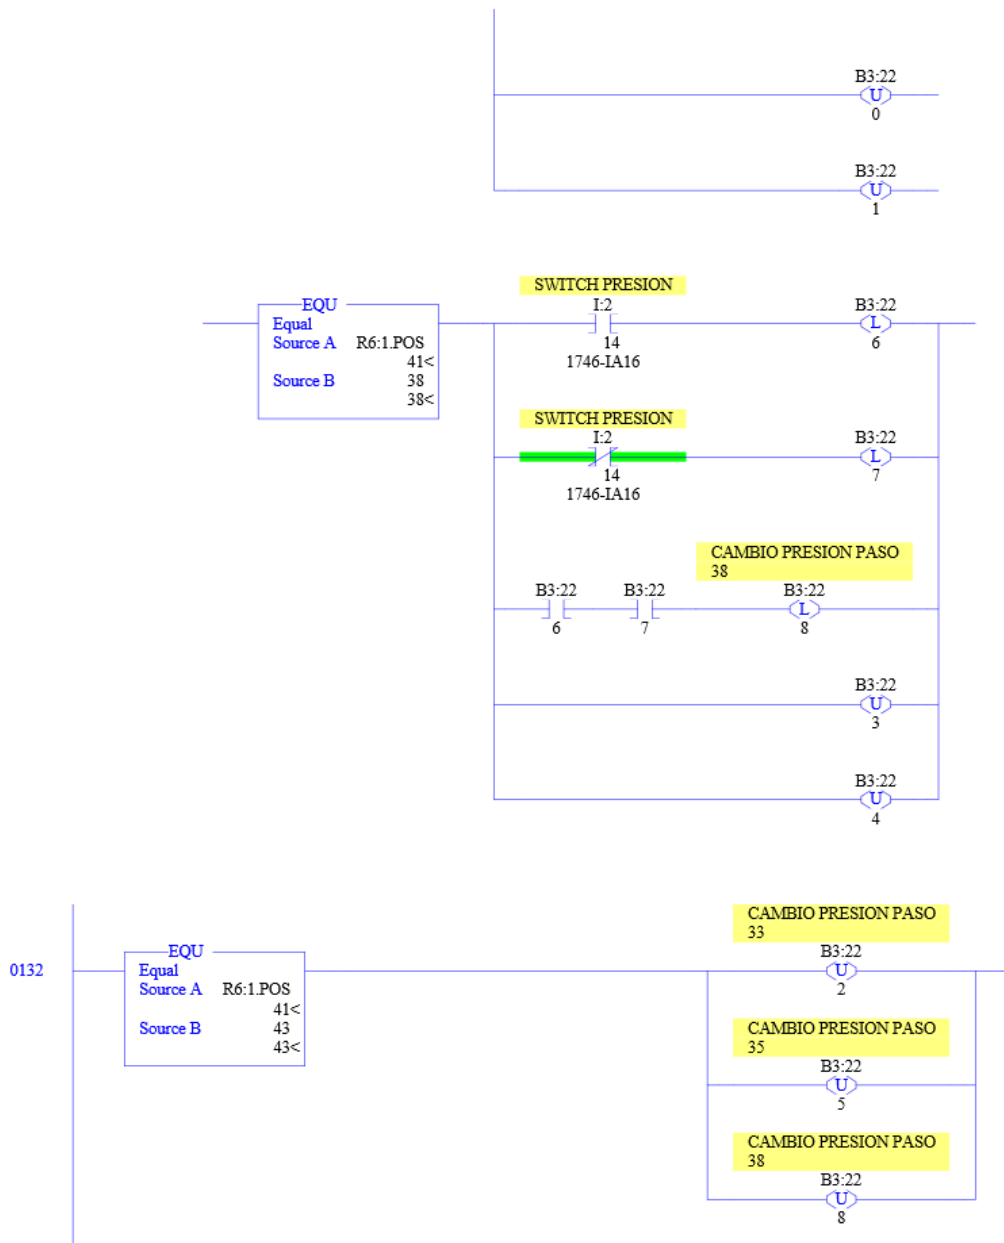 B3:22
U
0
B3:22
U
1
EQU
Equal
Source A R6:1.POS
41<
Source B 38
38<
SWITCH PRESION
I:2
14
1746-IA16
B3:22
L
6
SWITCH PRESION
I:2
14
1746-IA16
B3:22
L
7
CAMBIO PRESION PASO
38
B3:22 B3:22 B3:22
L
6 7 8
B3:22
U
3
B3:22
U
4
0132
EQU
Equal
Source A R6:1.POS
41<
Source B 43
43<
CAMBIO PRESION PASO
33
B3:22
U
2
CAMBIO PRESION PASO
35
B3:22
U
5
CAMBIO PRESION PASO
38
B3:22
U
8